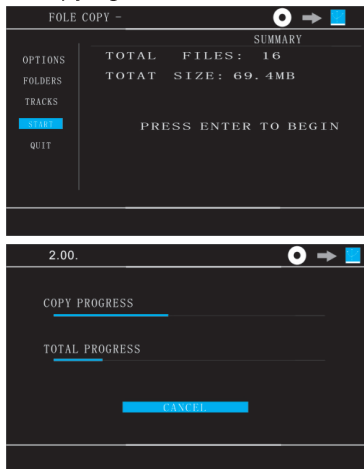 FOLE COPY -
SUMMARY
OPTIONS
FOLDERS
TRACKS
START
QUIT
TOTAL FILES: 16
TOTAT SIZE: 69. 4MB
PRESS ENTER TO BEGIN
2.00.
COPY PROGRESS
TOTAL PROGRESS
CANCEL